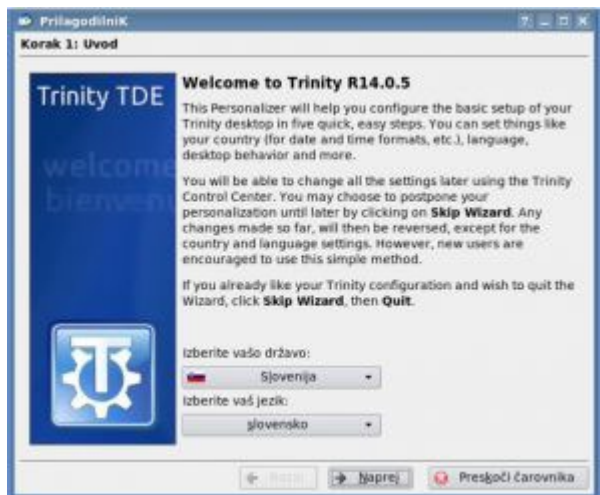 PrilagodilniK
Korak 1: Uvod
Trinity TDE
welcome
bienvenu
Welcome to Trinity R14.0.5
This Personalizer will help you configure the basic setup of your
Trinity desktop in five quick, easy steps. You can set things like
your country (for date and time formats, etc.), language,
desktop behavior and more.
You will be able to change all the settings later using the Trinity
Control Center. You may choose to postpone your
personalization until later by clicking on Skip Wizard. Any
changes made so far, will then be reversed, except for the
country and language settings. However, new users are
encouraged to use this simple method.
If you already like your Trinity configuration and wish to quit the
Wizard, click Skip Wizard, then Quit.
Izberite vašo državo:
Slovenija
Izberite vaš jezik:
slovensko
Naprej
Preskoči čarovnika